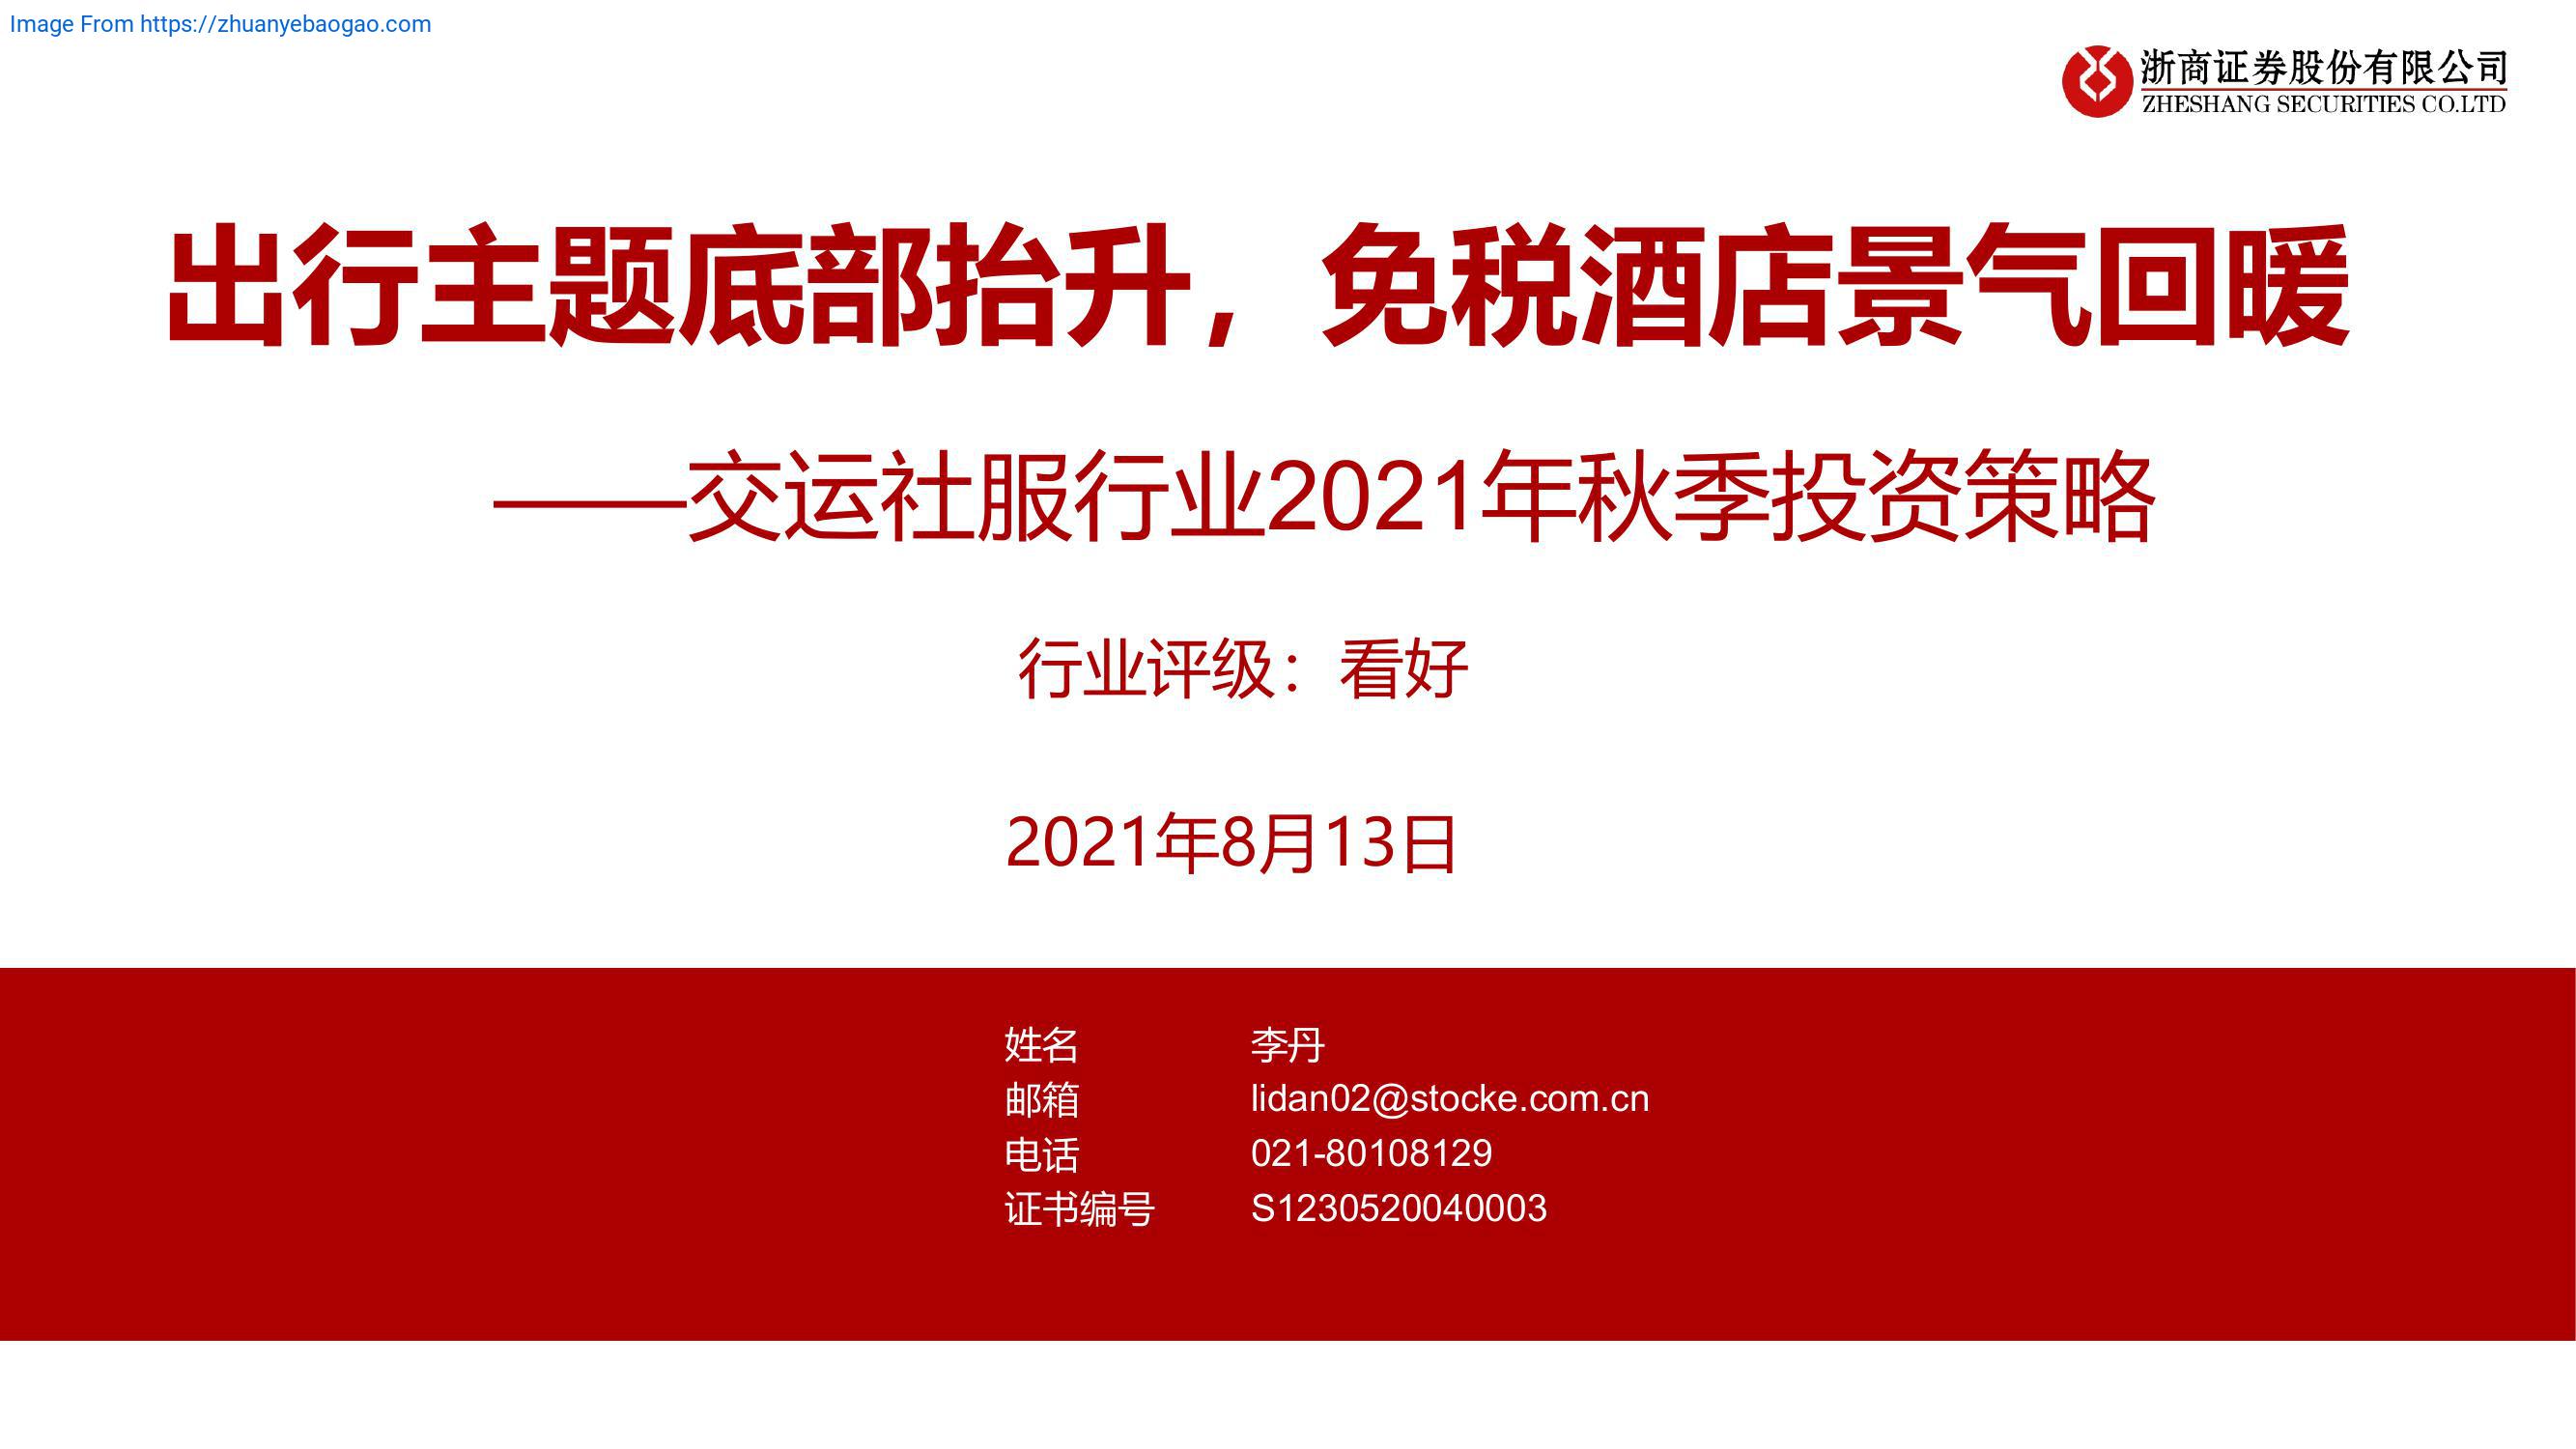 Image From https://zhuanyebaogao.com
浙商证券股份有限公司
ZHESHANG SECURITIES CO.LTD
出行主题底部抬升，免税酒店景气回暖
——交运社服行业2021年秋季投资策略
行业评级：看好
2021年8月13日
姓名 李丹
邮箱 lidan02@stocke.com.cn
电话 021-80108129
证书编号 S1230520040003